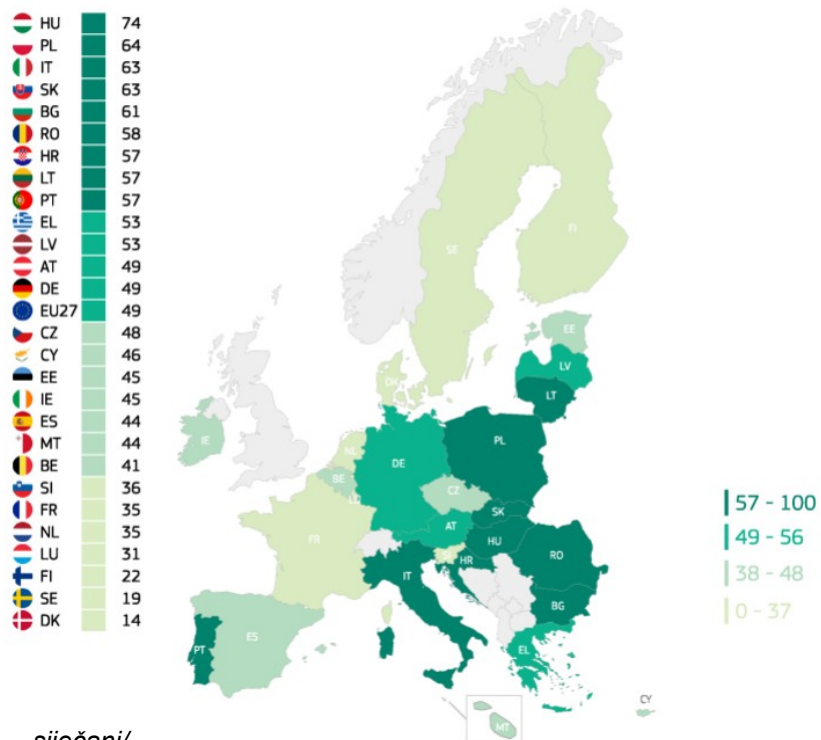 HU 74
PL 64
IT 63
SK 63
BG 61
RO 58
HR 57
LT 57
PT 57
EL 53
LV 53
AT 49
DE 49
EU27 49
CZ 48
CY 46
EE 45
IE 45
ES 44
MT 44
BE 41
SI 36
FR 35
NL 35
LU 31
FI 22
SE 19
DK 14
FI
SE
EE
LV
LT
DK
IE
NL
PL
DE
BE
CZ
SK
AT
HU
FR
HR
RO
IT
BG
ES
PT
EL
CY
MT
57 - 100
49 - 56
38 - 48
0 - 37